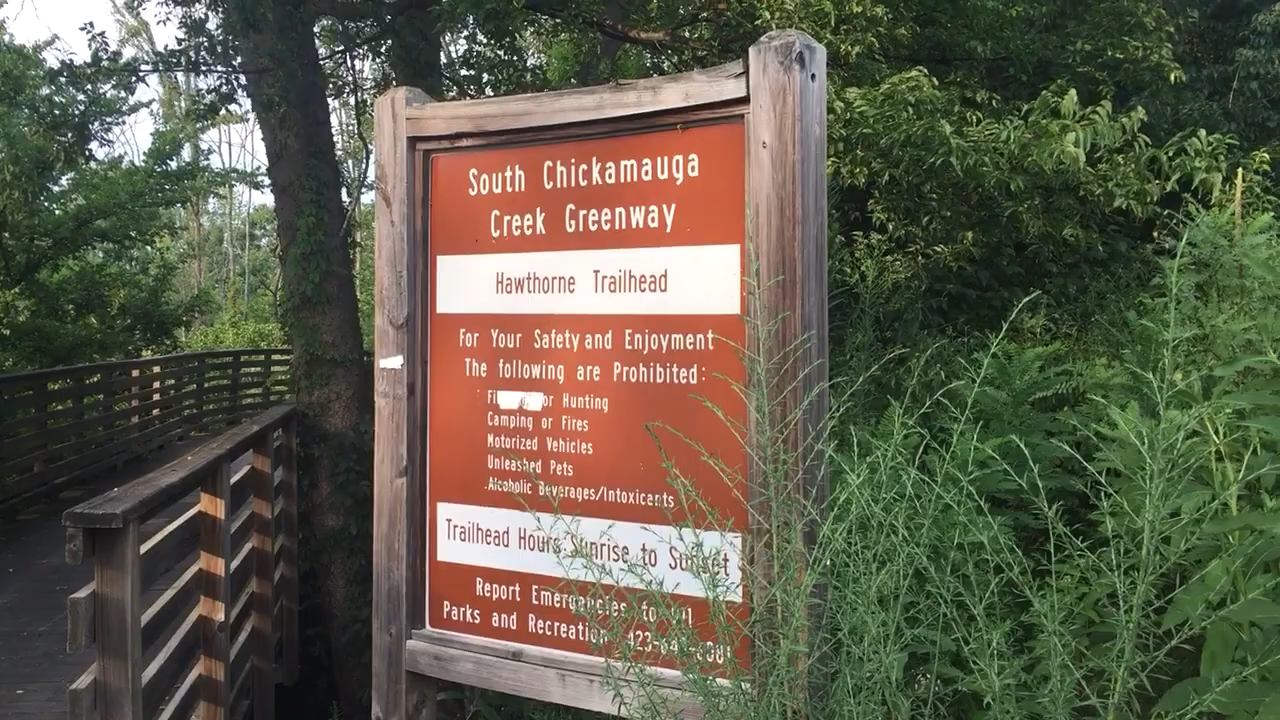 South Chickamauga
Creek Greenway
Hawthorne Trailhead
For Your Safety and Enjoyment
The following are Prohibited:
or Hunting
Camping or Fires
Motorized Vehicles
Unleashed Pets
Alcoholic Beverages/Intoxicants
Trailhead Hours Sunrise to Sunset
Report Emergencies to 911
Parks and Recreation